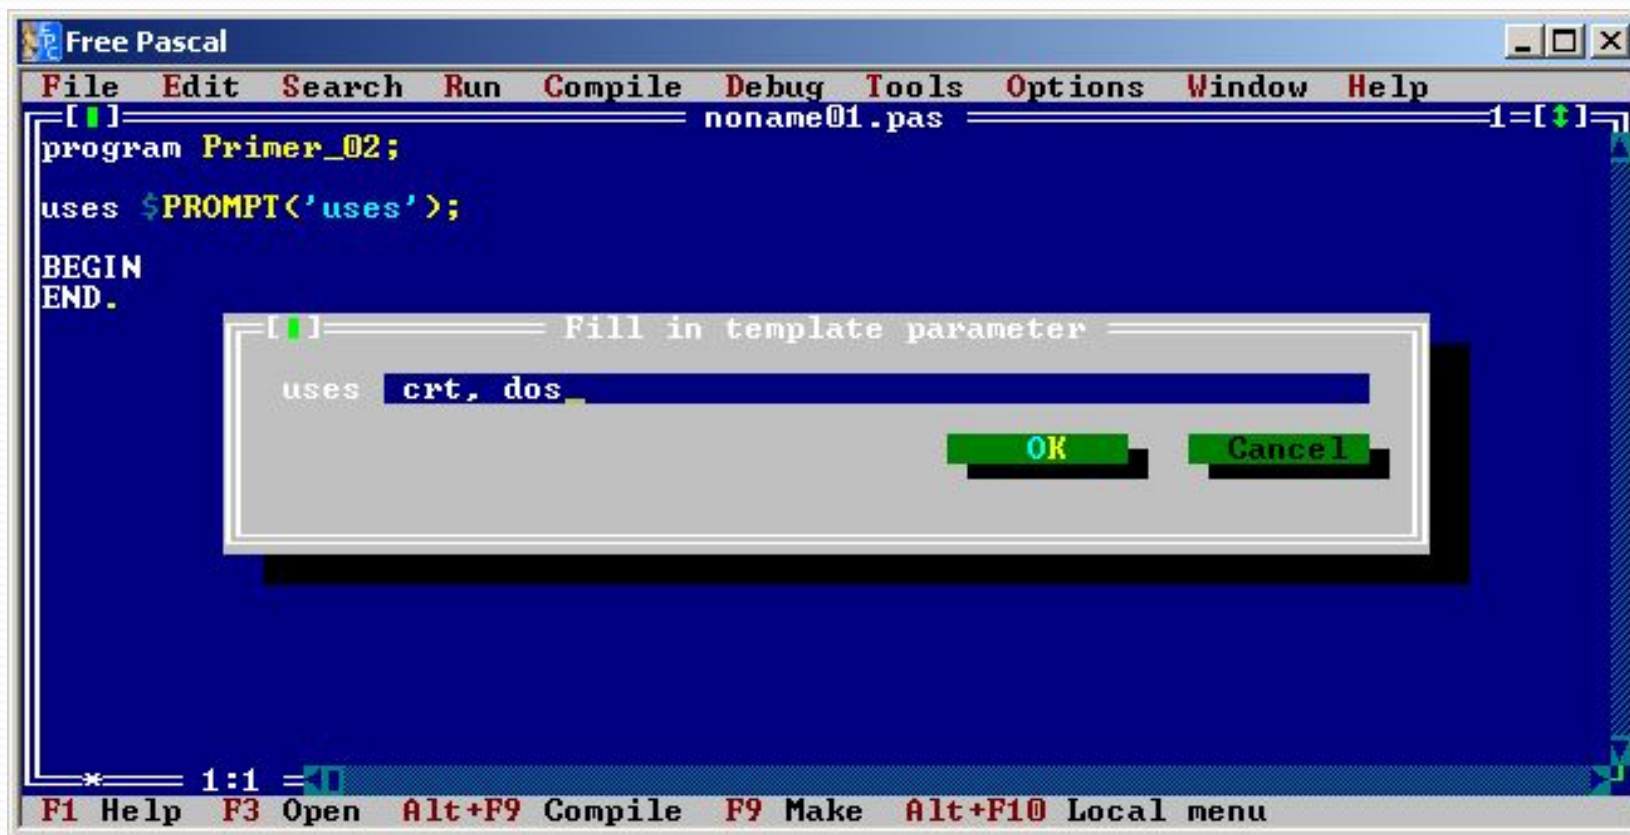 Free Pascal
File Edit Search Run Compile Debug Tools Options Window Help
noname01.pas 1
program Primer_02;
uses $PROMPT('uses');
BEGIN
END.
Fill in template parameter
uses crt, dos_
OK Cancel
* 1:1
F1 Help F3 Open Alt+F9 Compile F9 Make Alt+F10 Local menu